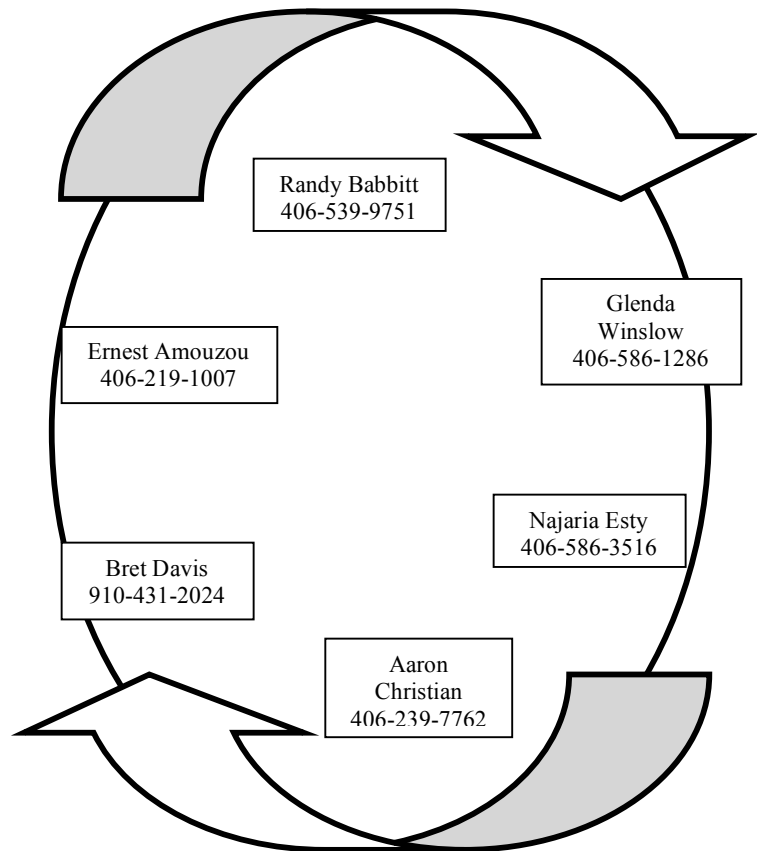 Randy Babbitt
406-539-9751
Glenda
Winslow
406-586-1286
Ernest Amouzou
406-219-1007
Najaria Esty
406-586-3516
Bret Davis
910-431-2024
Aaron
Christian
406-239-7762